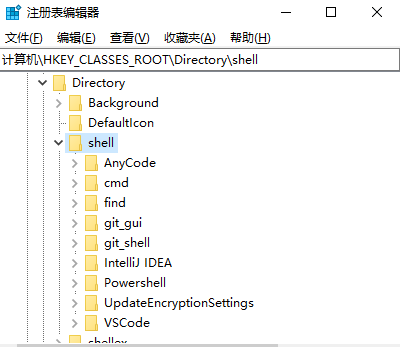 注册表编辑器
文件(F) 编辑(E) 查看(V) 收藏夹(A) 帮助(H)
计算机\HKEY_CLASSES_ROOT\Directory\shell
Directory
Background
DefaultIcon
shell
AnyCode
cmd
find
git_gui
git_shell
IntelliJ IDEA
Powershell
UpdateEncryptionSettings
VSCode
shellex